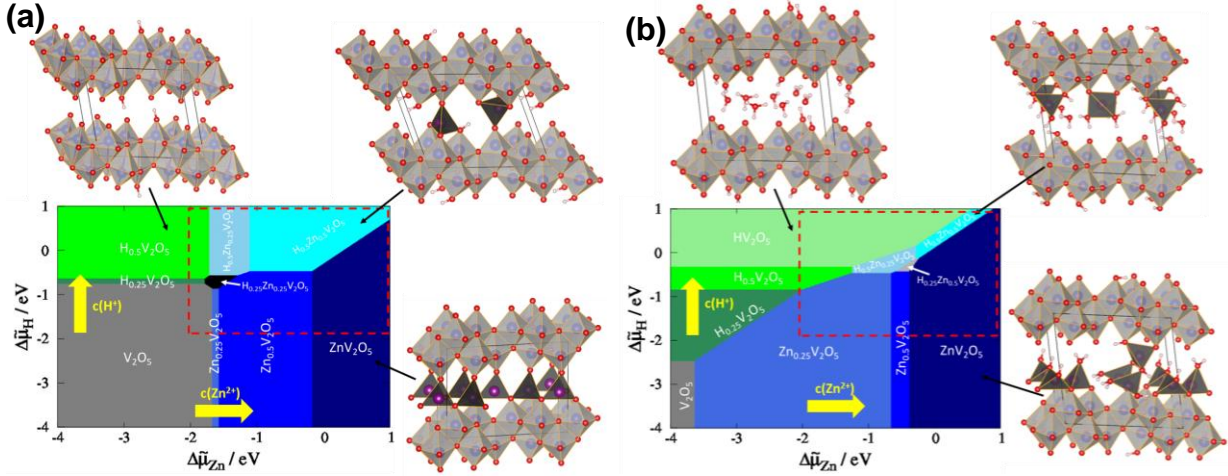 (a)
H₀.₅V₂O₅
H₀.₅Zn₀.₂₅V₂O₅
H₀.₅Zn₀.₅V₂O₅
H₀.₂₅V₂O₅
H₀.₂₅Zn₀.₂₅V₂O₅
c(H⁺)
V₂O₅
Zn₀.₂₅V₂O₅
Zn₀.₅V₂O₅
ZnV₂O₅
c(Zn²⁺)
1
0
-1
-2
-3
-4
Δμ̃H / eV
-4
-3
-2
-1
0
1
Δμ̃Zn / eV
(b)
HV₂O₅
H₀.₅Zn₀.₅V₂O₅
H₀.₅Zn₀.₂₅V₂O₅
H₀.₅V₂O₅
H₀.₂₅Zn₀.₅V₂O₅
c(H⁺)
H₀.₂₅V₂O₅
Zn₀.₂₅V₂O₅
Zn₀.₅V₂O₅
ZnV₂O₅
V₂O₅
c(Zn²⁺)
1
0
-1
-2
-3
-4
Δμ̃H / eV
-4
-3
-2
-1
0
1
Δμ̃Zn / eV